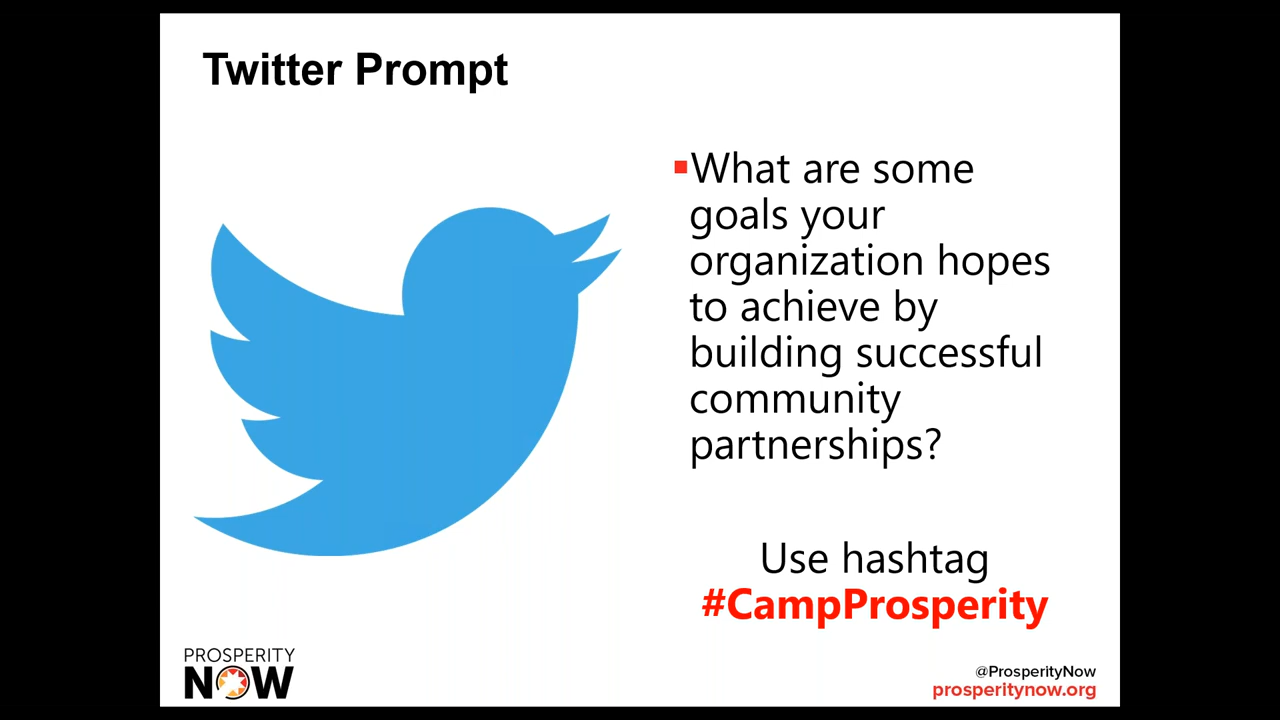 Twitter Prompt
What are some
goals your
organization hopes
to achieve by
building successful
community
partnerships?
Use hashtag
#CampProsperity
PROSPERITY
NOW
@ProsperityNow
prosperitynow.org